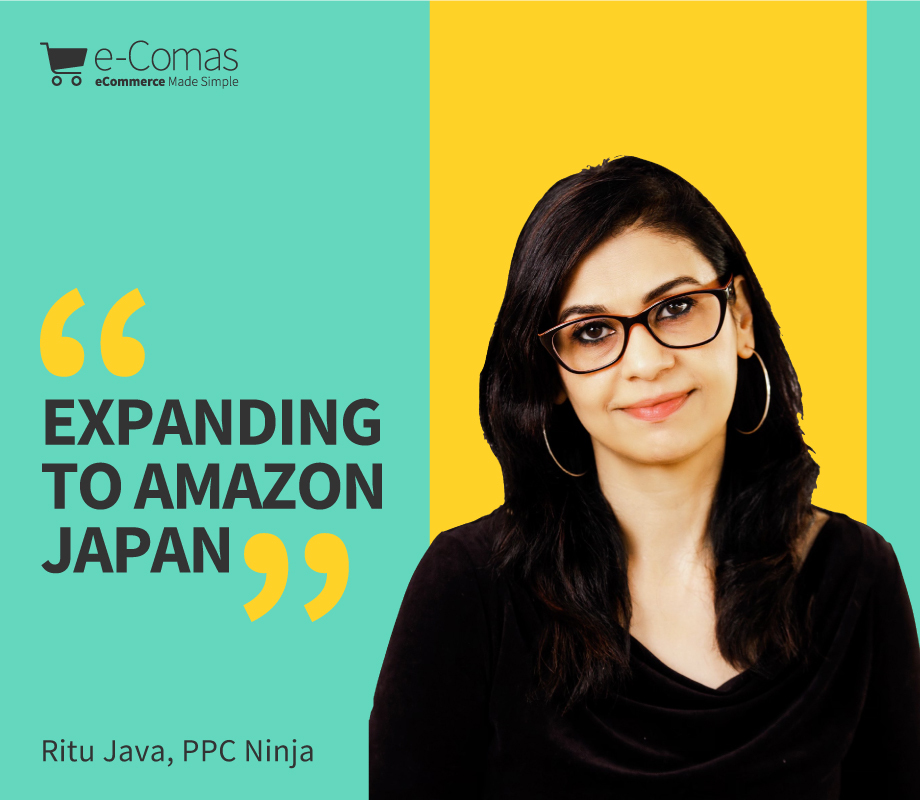 e-Comas
eCommerce Made Simple
“EXPANDING
TO AMAZON
JAPAN”
Ritu Java, PPC Ninja